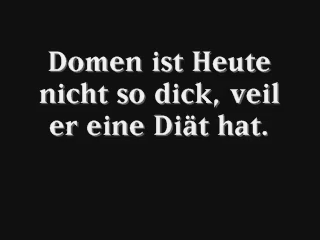 Domen ist Heute
nicht so dick, veil
er eine Diät hat.